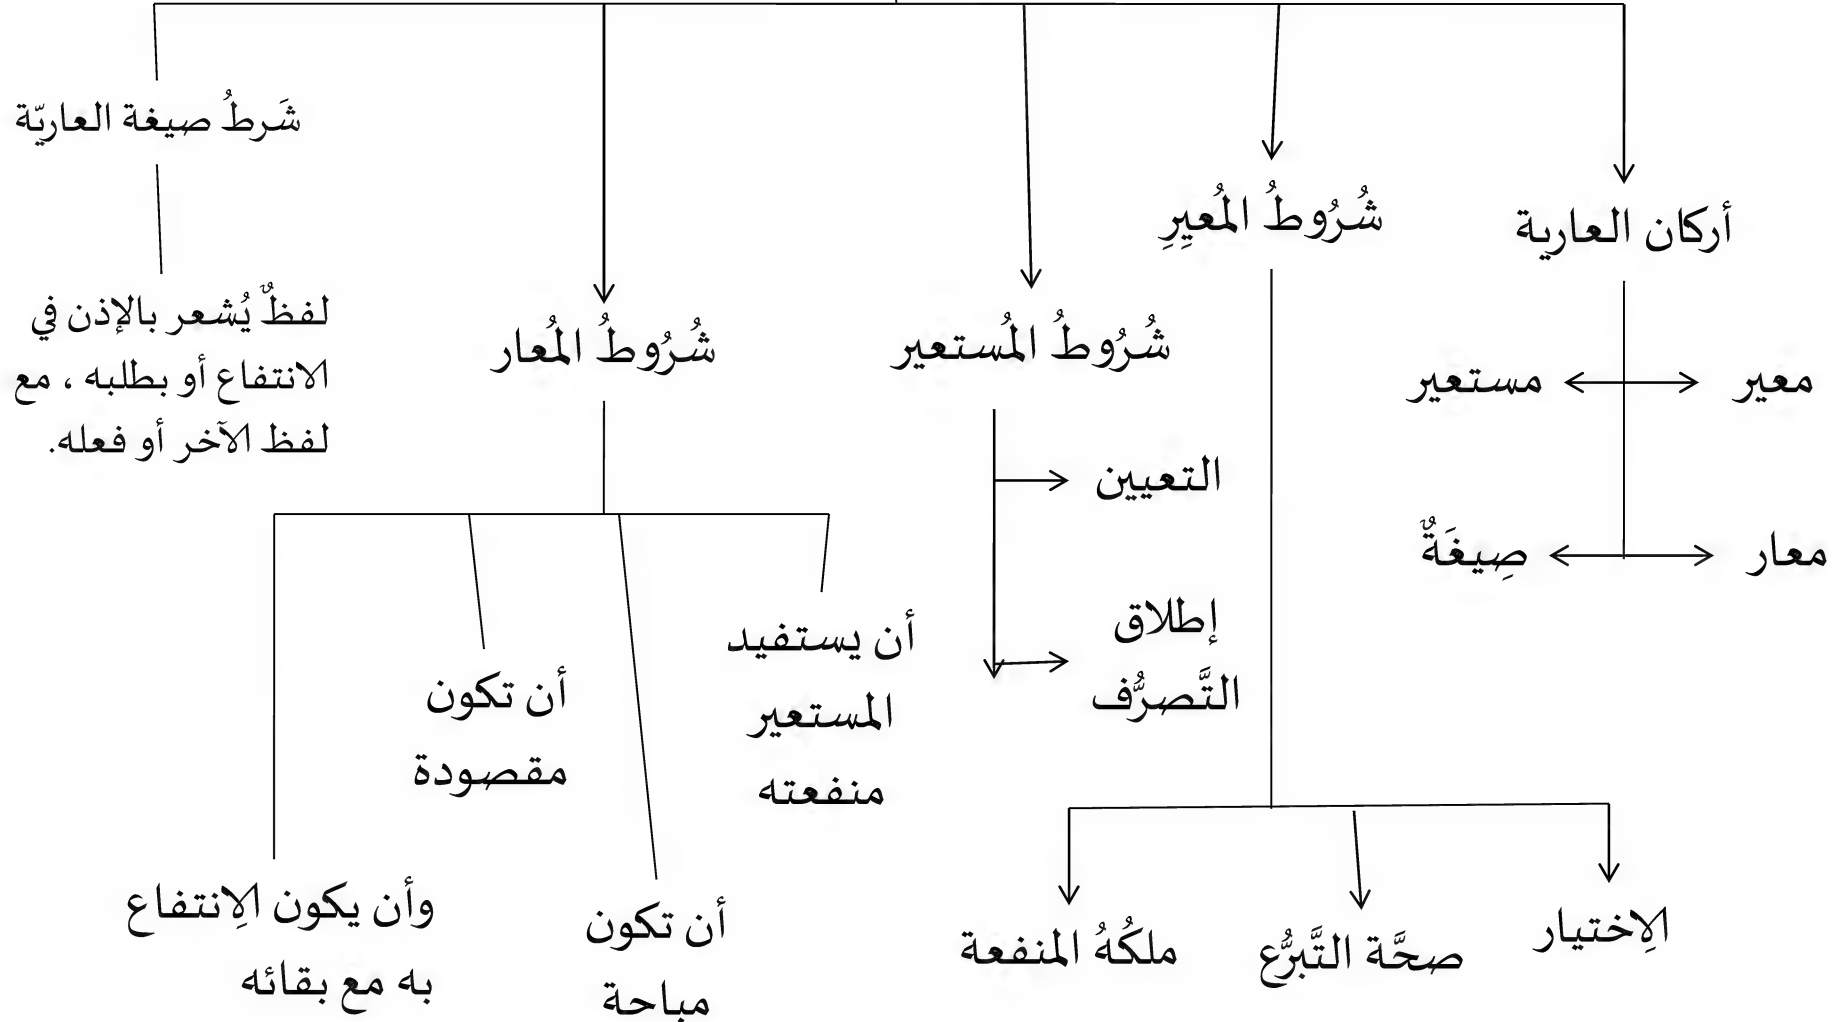 أركان العارية
معير
مستعير
معار
صِيغَةٌ
شُرُوطُ المُعيِرِ
الِاختيار
صحَّة التَّبرُّع
ملكُهُ المنفعة
شُرُوطُ المُستعير
التعيين
إطلاق
التَّصرُّف
شُرُوطُ المُعار
أن يستفيد
المستعير
منفعته
أن تكون
مباحة
أن تكون
مقصودة
وأن يكون الِانتفاع
به مع بقائه
شَرطُ صيغة العاريّة
لفظٌ يُشعر بالإذن في
الانتفاع أو بطلبه ، مع
لفظ الآخر أو فعله.